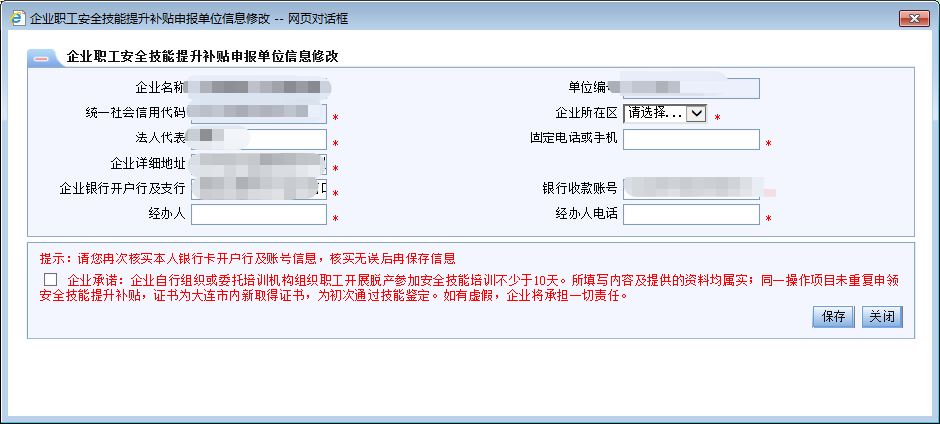 企业职工安全技能提升补贴申报单位信息修改 -- 网页对话框
企业职工安全技能提升补贴申报单位信息修改
企业名称 单位编号
统一社会信用代码 * 企业所在区 请选择... *
法人代表 * 固定电话或手机 *
企业详细地址 *
企业银行开户行及支行 * 银行收款账号
经办人 * 经办人电话 *
提示：请您再次核实本人银行卡开户行及账号信息，核实无误后再保存信息
企业承诺：企业自行组织或委托培训机构组织职工开展脱产参加安全技能培训不少于10天。所填写内容及提供的资料均属实；同一操作项目未重复申领
安全技能提升补贴，证书为大连市内新取得证书，为初次通过技能鉴定。如有虚假，企业将承担一切责任。
保存 关闭